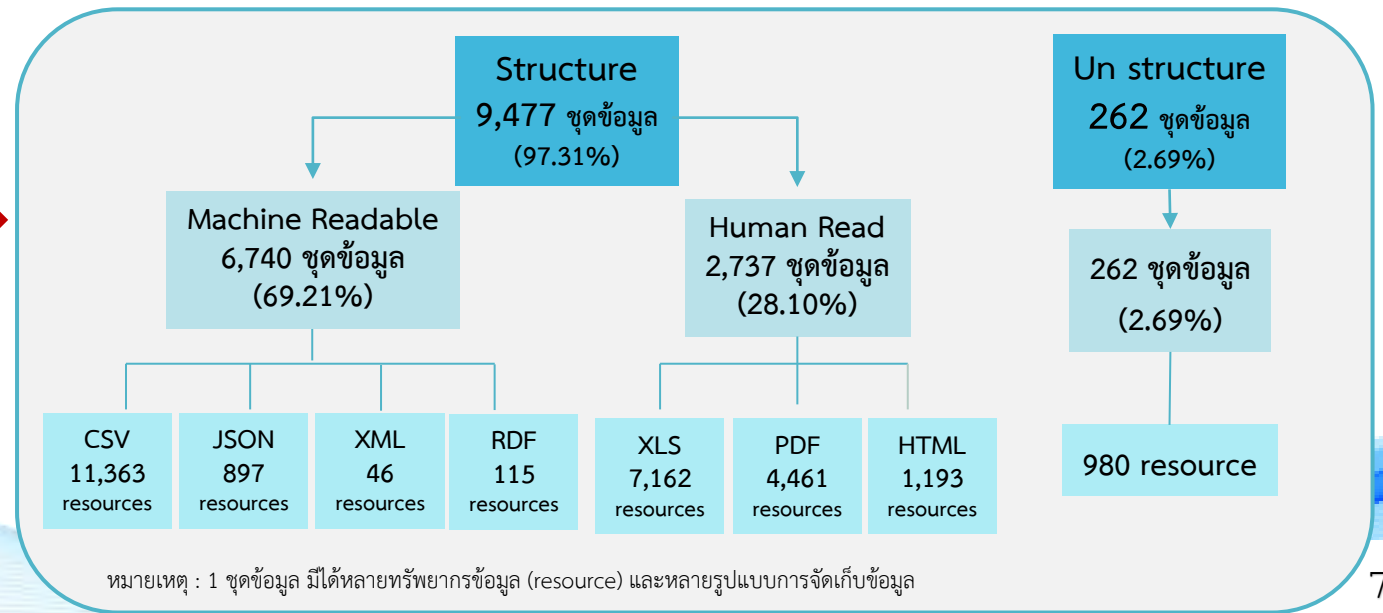 Structure
9,477 ชุดข้อมูล
(97.31%)
Un structure
262 ชุดข้อมูล
(2.69%)
Machine Readable
6,740 ชุดข้อมูล
(69.21%)
Human Read
2,737 ชุดข้อมูล
(28.10%)
262 ชุดข้อมูล
(2.69%)
CSV
11,363
resources
JSON
897
resources
XML
46
resources
RDF
115
resources
XLS
7,162
resources
PDF
4,461
resources
HTML
1,193
resources
980 resource
หมายเหตุ : 1 ชุดข้อมูล มีได้หลายทรัพยากรข้อมูล (resource) และหลายรูปแบบการจัดเก็บข้อมูล
7